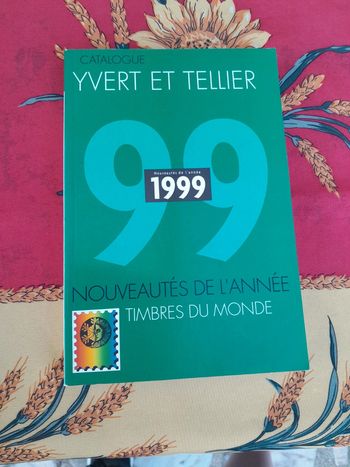 CATALOGUE
YVERT ET TELLIER
99
Nouveautés de l'année
1999
NOUVEAUTÉS DE L'ANNÉE
TIMBRES DU MONDE